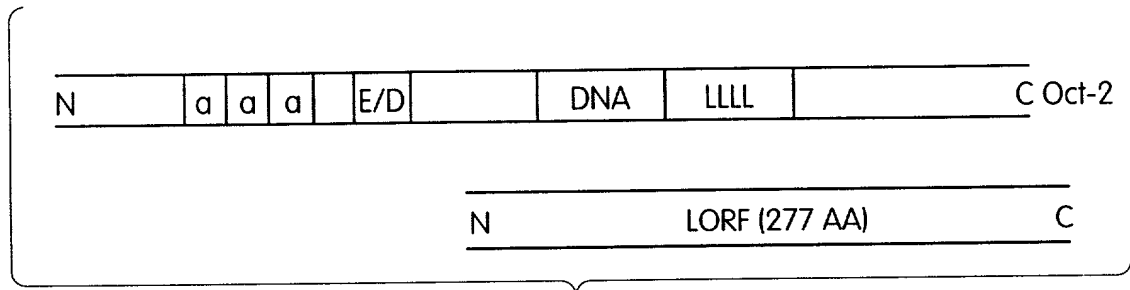 N a a a E/D DNA LLLL C Oct-2
N LORF (277 AA) C